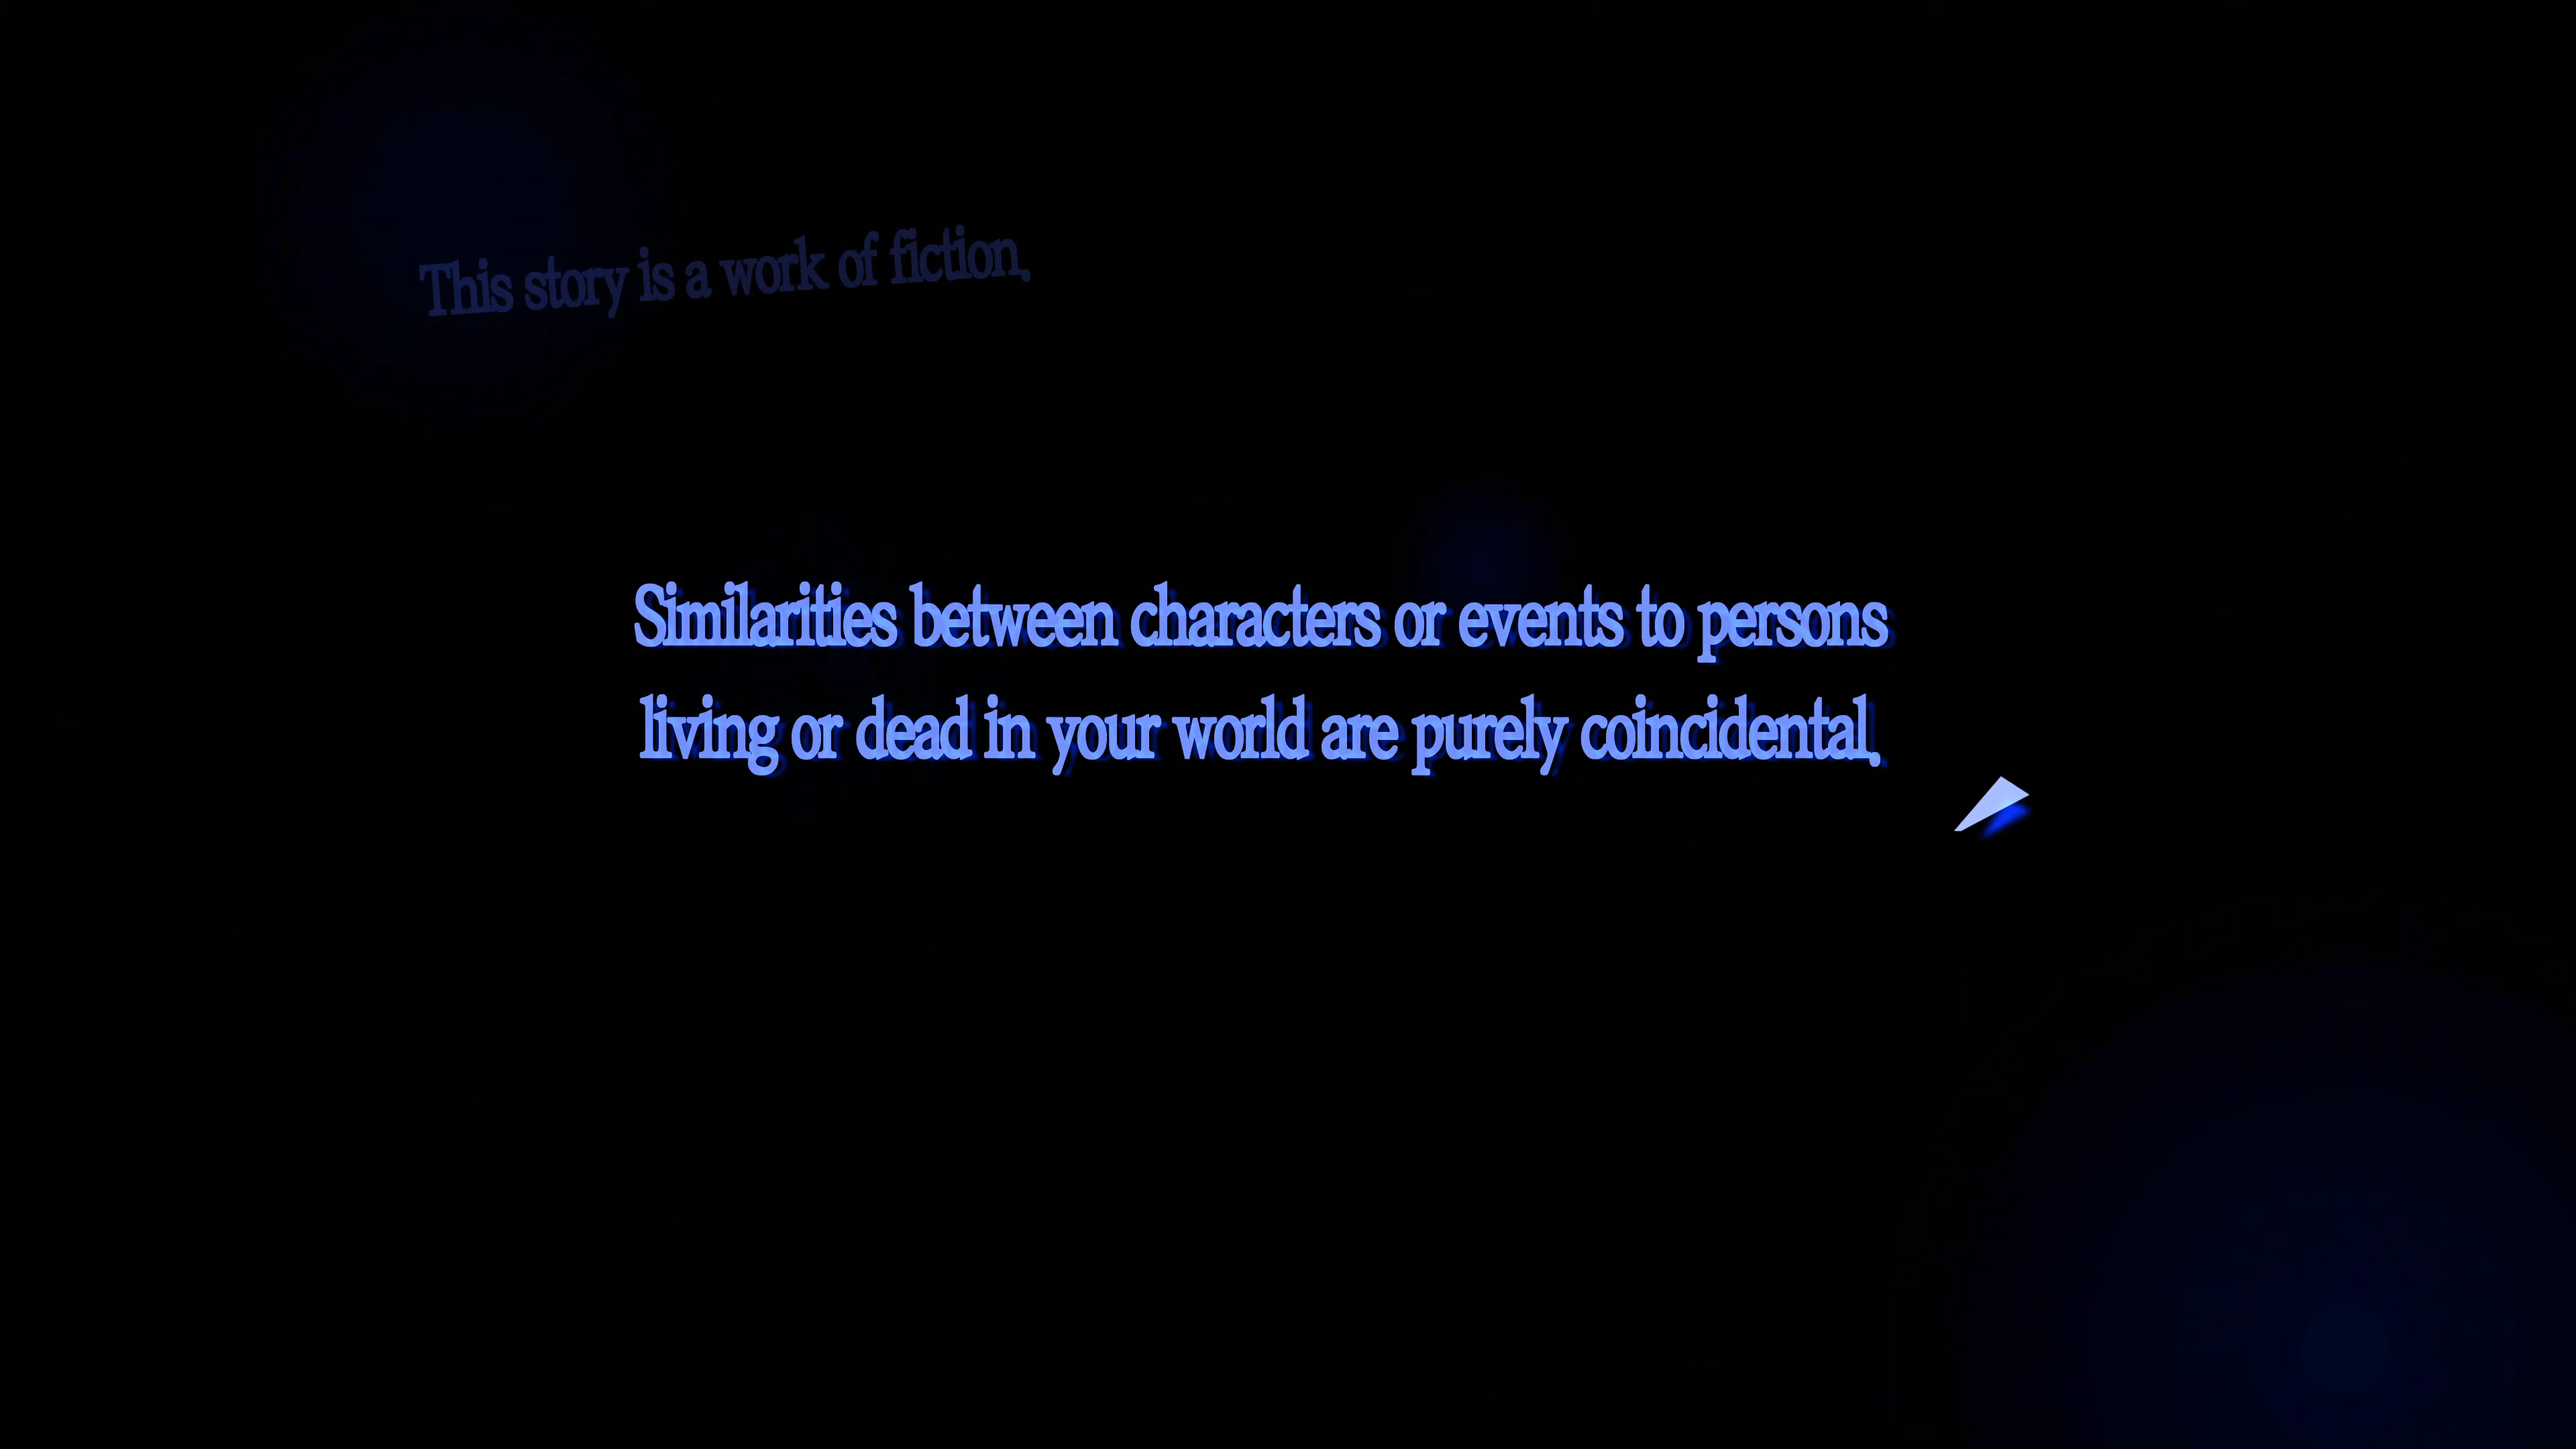 This story is a work of fiction.
Similarities between characters or events to persons
living or dead in your world are purely coincidental.